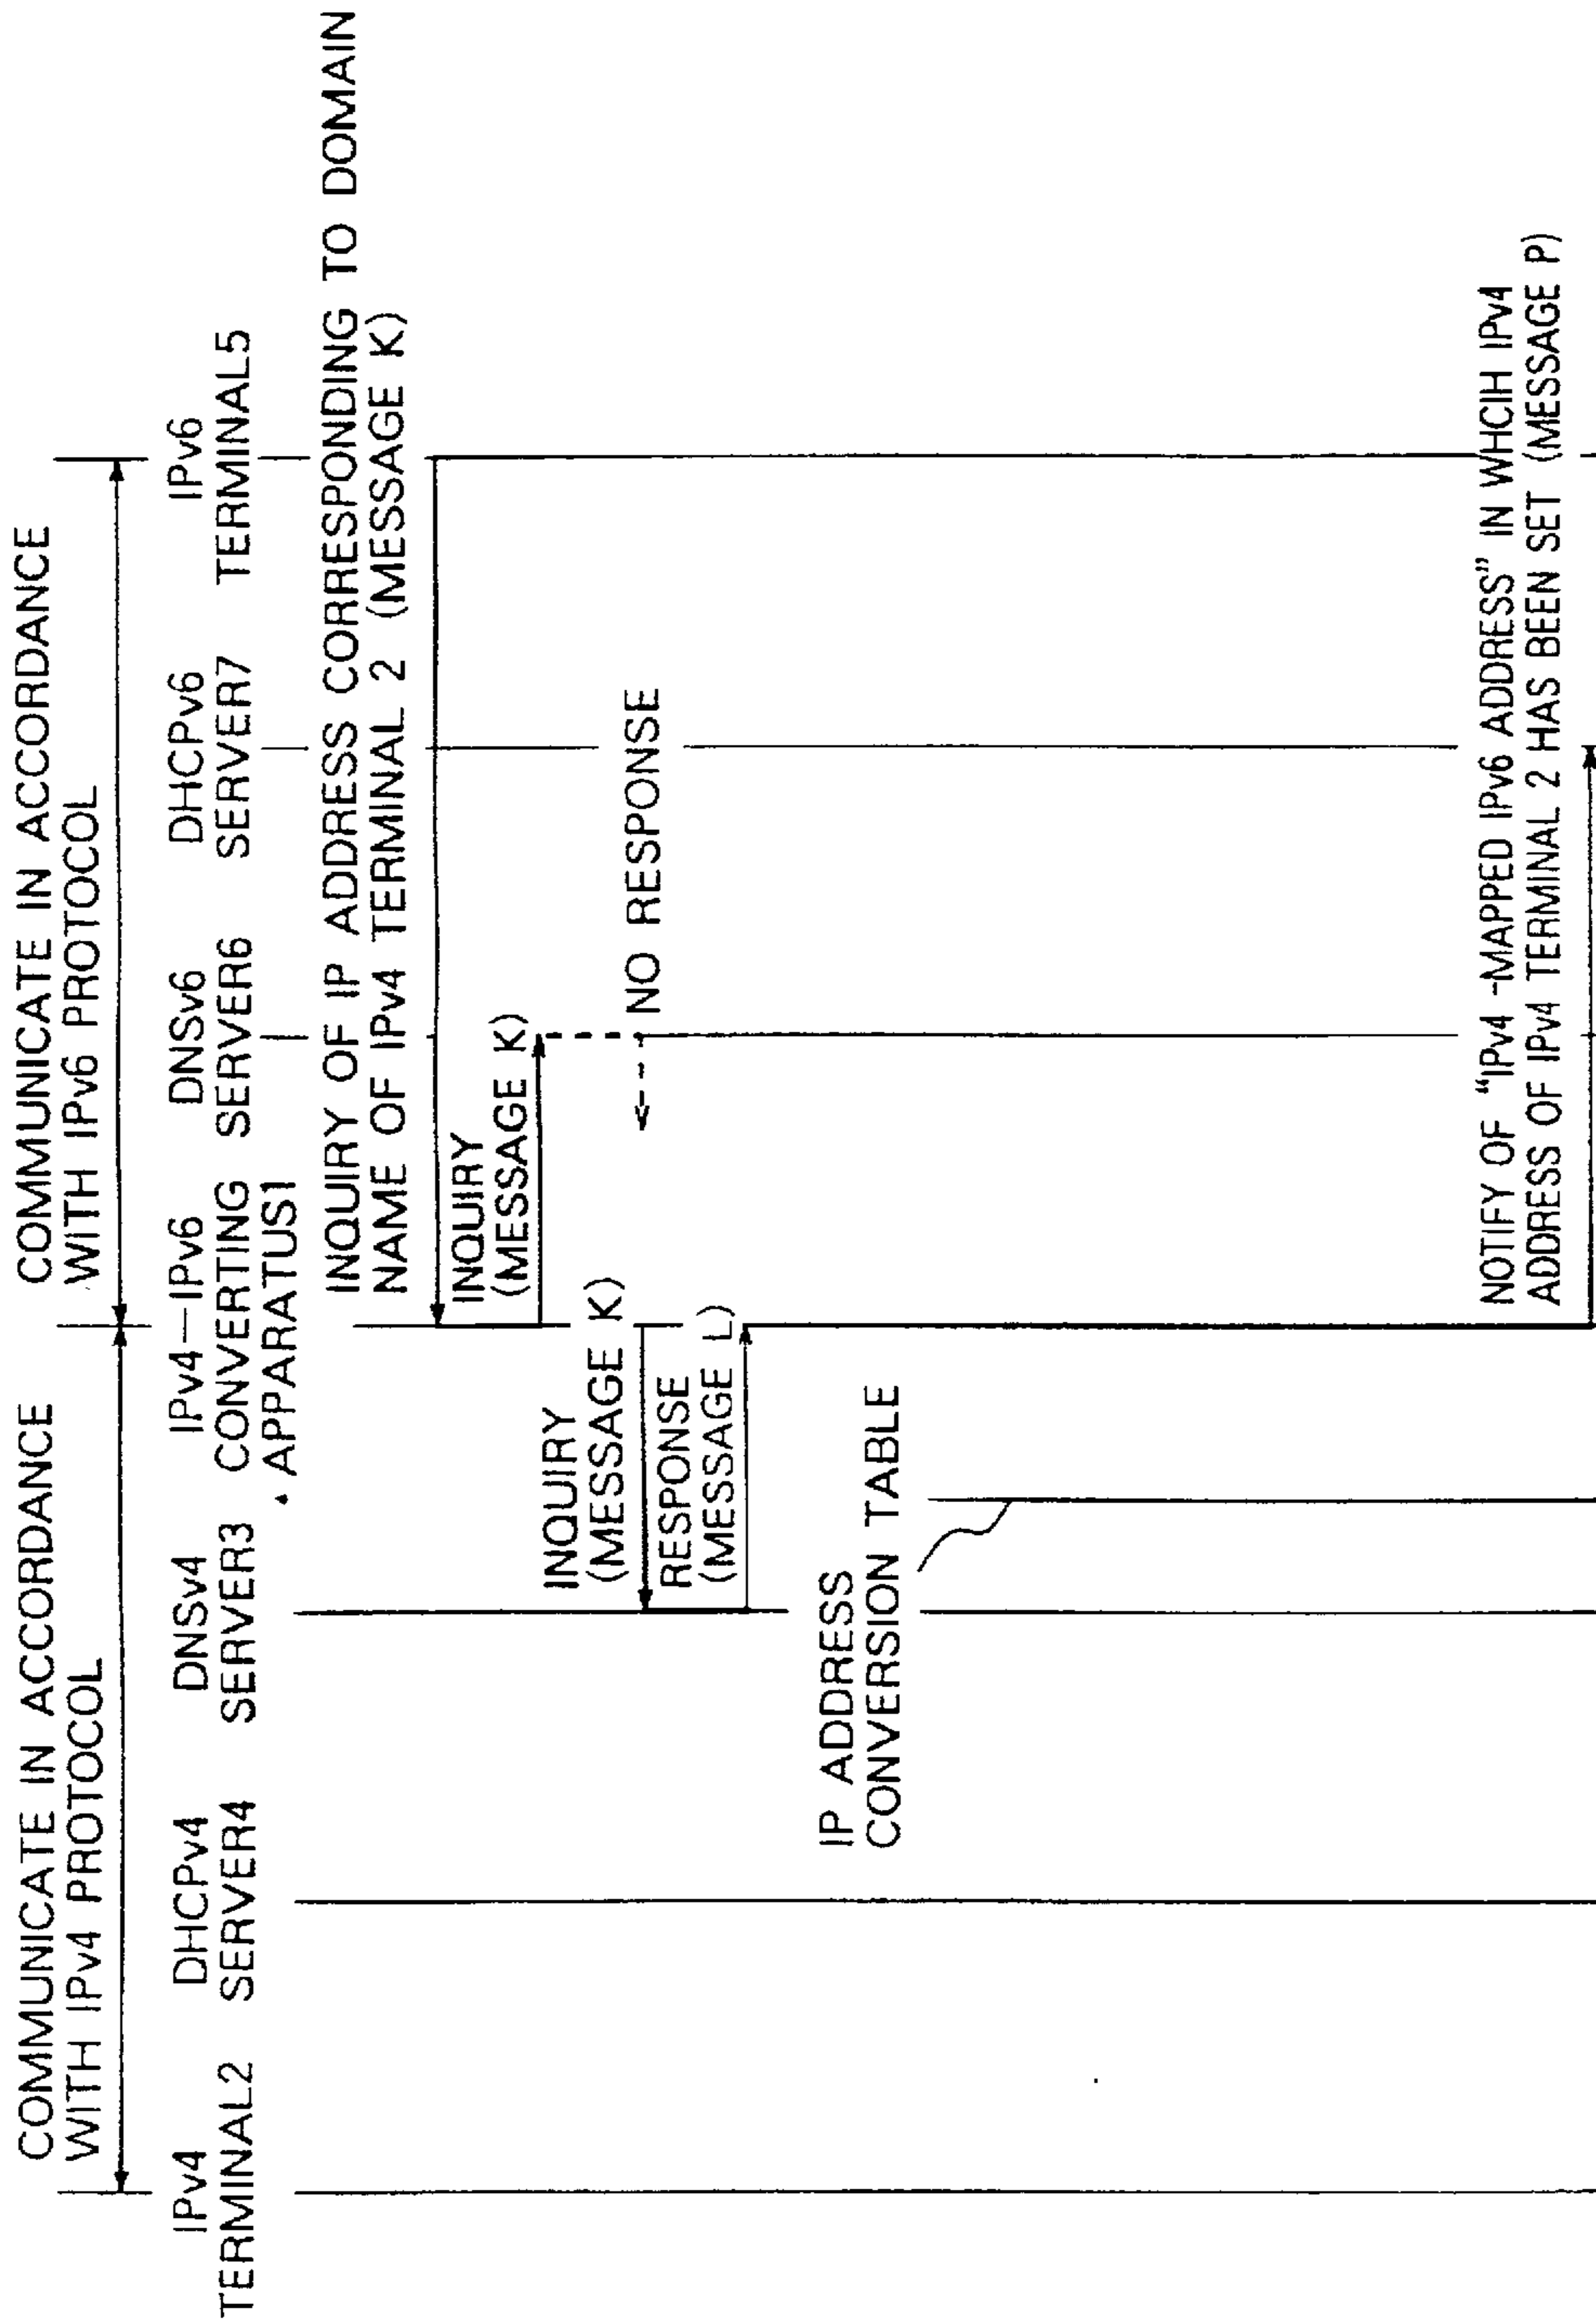 COMMUNICATE IN ACCORDANCE
WITH IPv4 PROTOCOL
COMMUNICATE IN ACCORDANCE
WITH IPv6 PROTOCOL
IPv4
TERMINAL2
DHCPv4
SERVER4
DNSv4
SERVER3
IPv4-IPv6
CONVERTING
APPARATUS1
DNSv6
SERVER6
DHCPv6
SERVER7
IPv6
TERMINAL5
INQUIRY OF IP ADDRESS CORRESPONDING TO DOMAIN
NAME OF IPv4 TERMINAL 2 (MESSAGE K)
INQUIRY
(MESSAGE K)
NO RESPONSE
INQUIRY
(MESSAGE K)
RESPONSE
(MESSAGE L)
IP ADDRESS
CONVERSION TABLE
NOTIFY OF "IPv4 -MAPPED IPv6 ADDRESS" IN WHCIH IPv4
ADDRESS OF IPv4 TERMINAL 2 HAS BEEN SET (MESSAGE P)